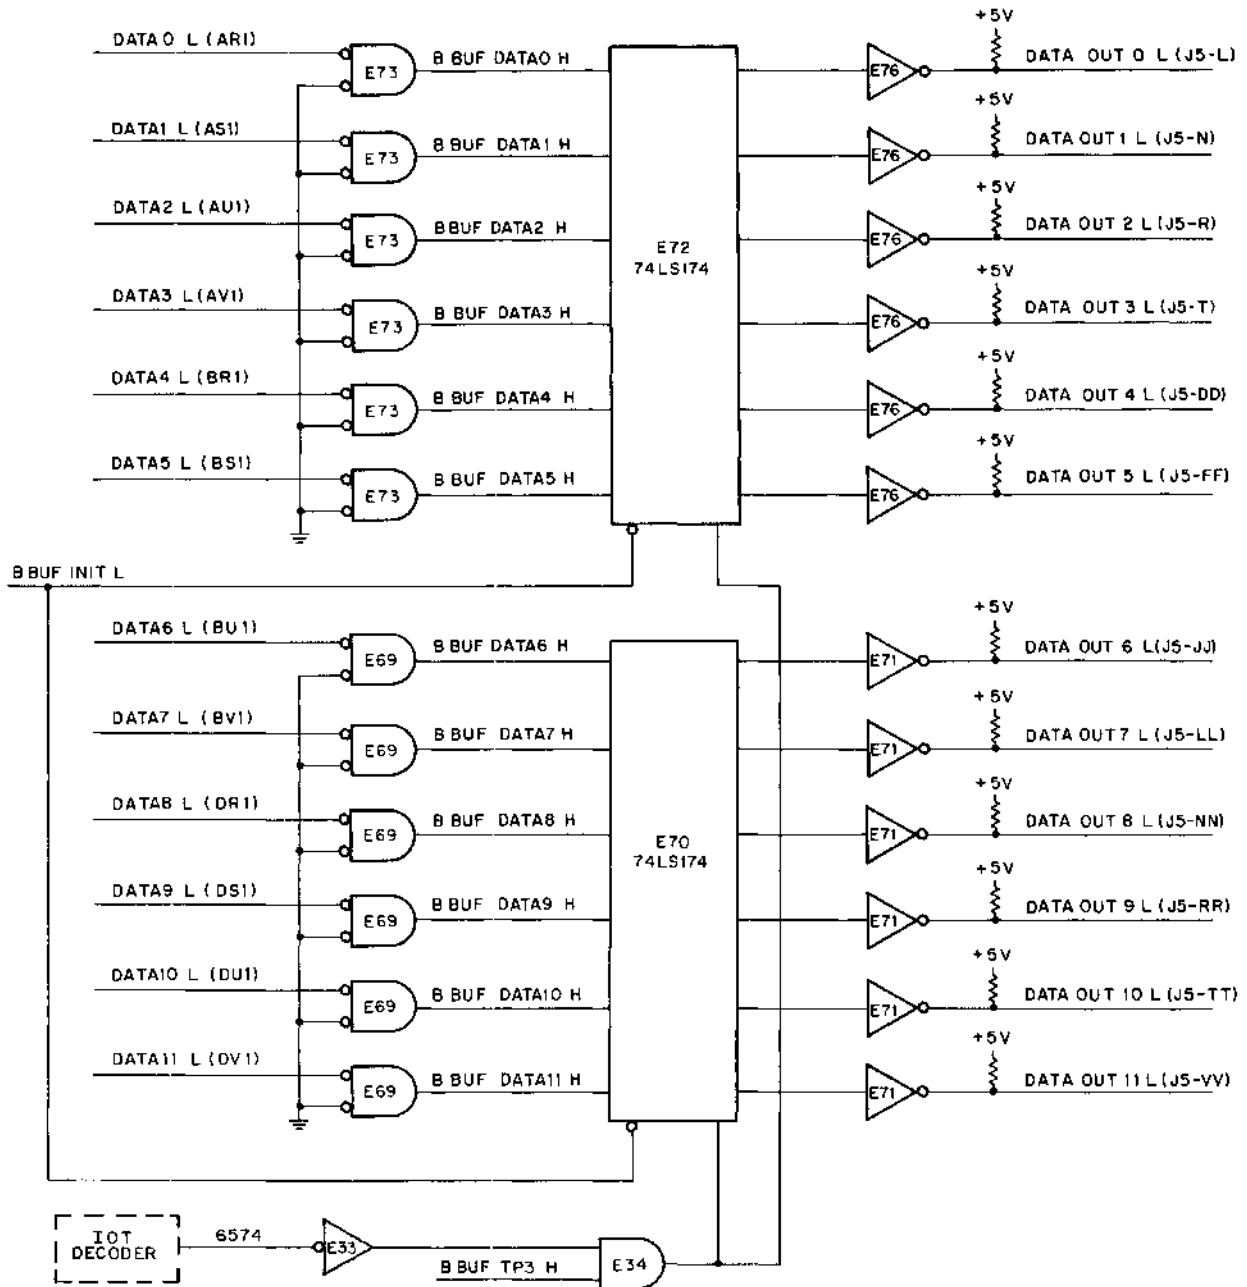 +5V
DATA 0 L (AR1)
E73
B BUF DATA0 H
E76
DATA OUT 0 L (J5-L)
+5V
DATA1 L (AS1)
E73
B BUF DATA1 H
E76
DATA OUT 1 L (J5-N)
+5V
DATA2 L (AU1)
E73
B BUF DATA2 H
E76
DATA OUT 2 L (J5-R)
E72
74LS174
+5V
DATA3 L (AV1)
E73
B BUF DATA3 H
E76
DATA OUT 3 L (J5-T)
+5V
DATA4 L (BR1)
E73
B BUF DATA4 H
E76
DATA OUT 4 L (J5-DD)
+5V
DATA5 L (BS1)
E73
B BUF DATA5 H
E76
DATA OUT 5 L (J5-FF)
B BUF INIT L
+5V
DATA6 L (BU1)
E69
B BUF DATA6 H
E71
DATA OUT 6 L (J5-JJ)
+5V
DATA7 L (BV1)
E69
B BUF DATA7 H
E71
DATA OUT 7 L (J5-LL)
+5V
DATA8 L (DR1)
E69
B BUF DATA8 H
E71
DATA OUT 8 L (J5-NN)
E70
74LS174
+5V
DATA9 L (DS1)
E69
B BUF DATA9 H
E71
DATA OUT 9 L (J5-RR)
+5V
DATA10 L (DU1)
E69
B BUF DATA10 H
E71
DATA OUT 10 L (J5-TT)
+5V
DATA11 L (DV1)
E69
B BUF DATA11 H
E71
DATA OUT 11 L (J5-VV)
IOT
DECODER
6574
E33
E34
B BUF TP3 H